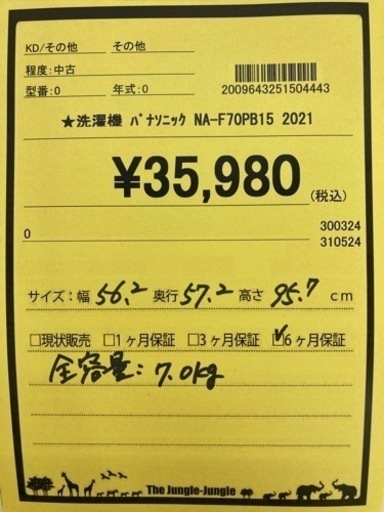 KD/その他 その他
程度:中古
型番:0 年式:0
2009643251504443
★洗濯機 ﾊﾟﾅｿﾆｯｸ NA-F70PB15 2021
¥35,980 (税込)
0 300324
310524
サイズ:幅 56.2 奥行 57.2 高さ 95.7 cm
□現状販売 □1ヶ月保証 □3ヶ月保証 ☑6ヶ月保証
全容量:7.0kg
The Jungle-Jungle